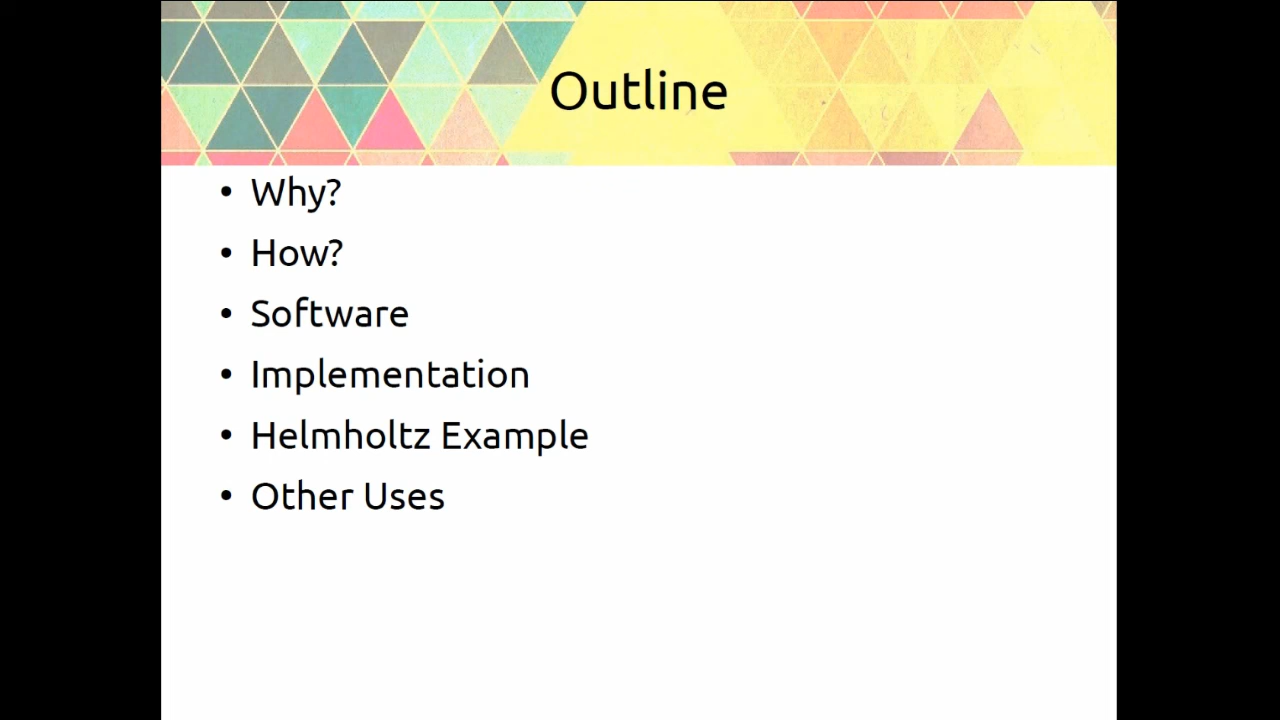 Outline
• Why?
• How?
• Software
• Implementation
• Helmholtz Example
• Other Uses